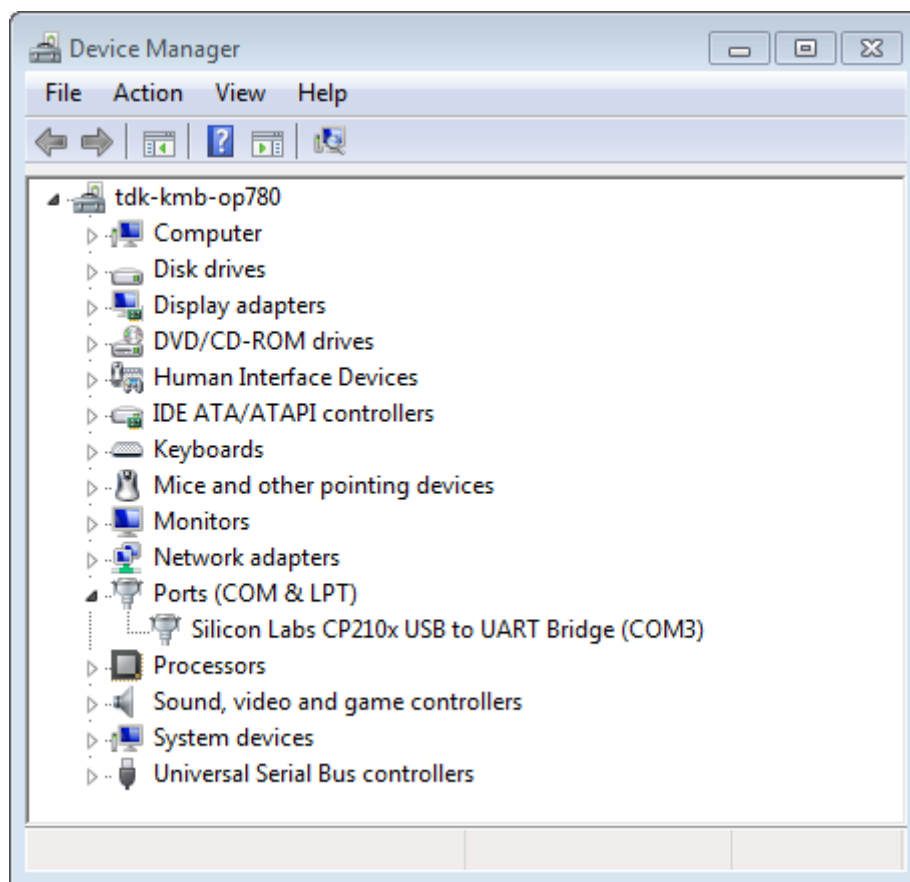 Device Manager
File Action View Help
?
tdk-kmb-op780
Computer
Disk drives
Display adapters
DVD/CD-ROM drives
Human Interface Devices
IDE ATA/ATAPI controllers
Keyboards
Mice and other pointing devices
Monitors
Network adapters
Ports (COM & LPT)
Silicon Labs CP210x USB to UART Bridge (COM3)
Processors
Sound, video and game controllers
System devices
Universal Serial Bus controllers